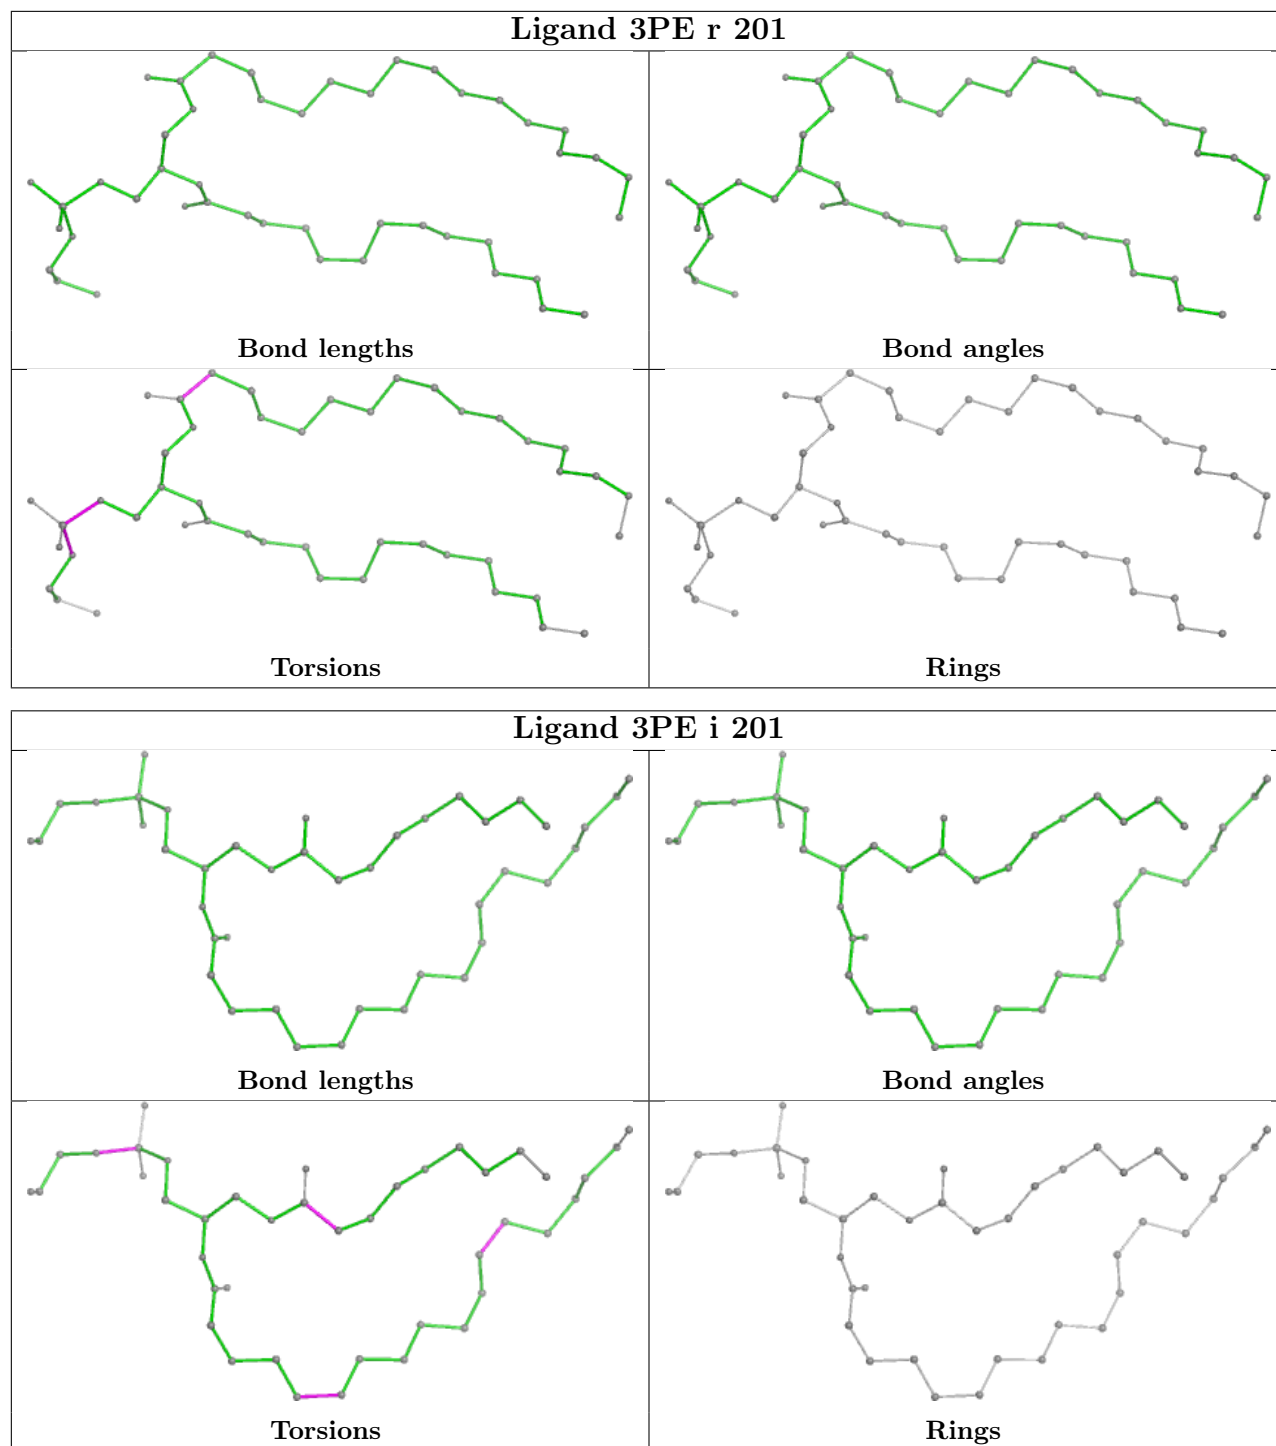 Ligand 3PE r 201
Bond lengths
Bond angles
Torsions
Rings
Ligand 3PE i 201
Bond lengths
Bond angles
Torsions
Rings